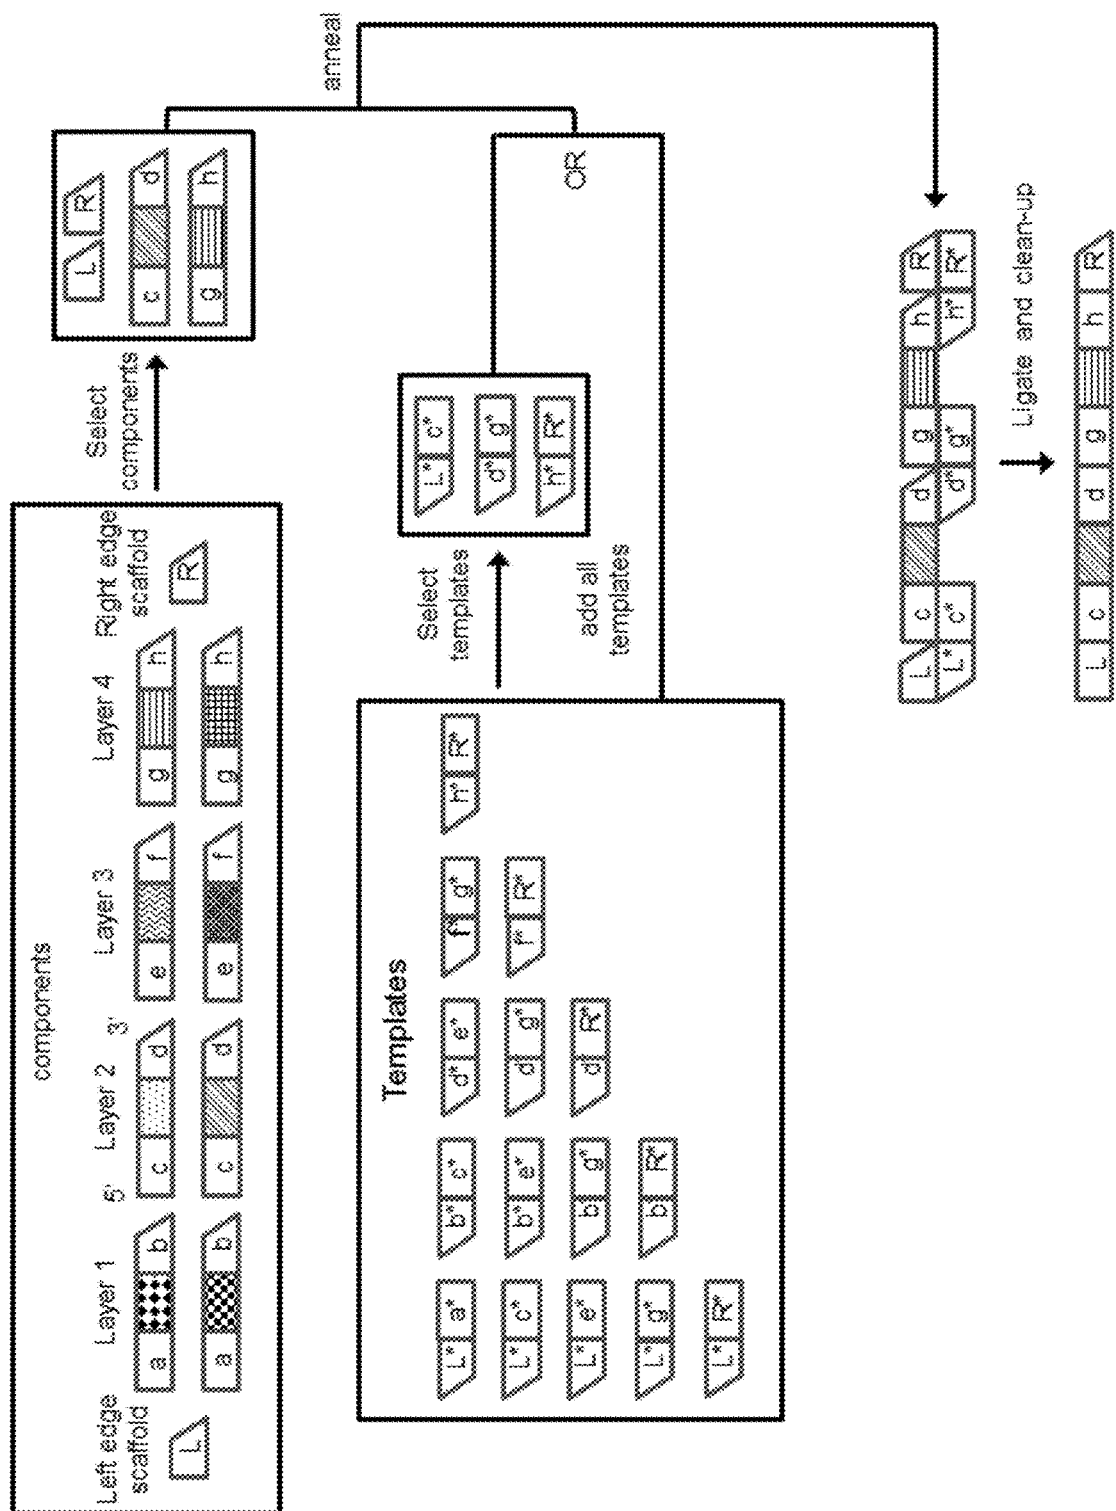 components
Left edge
scaffold
Layer 1
5' Layer 2 3'
Layer 3
Layer 4
Right edge
scaffold
L
a b c d e f g h
R
a b c d e f g h
Select
components
L R
c d
g h
Templates
L* a* b* c* d* e* f* g* h* R*
L* c* b* e* d g* f* R*
L* e* b g* d R*
L* g* b R*
L* R*
Select
templates
L* c*
d* g*
h* R*
add all
templates
OR
anneal
L c d g h R
L* c* d* g* h* R*
Ligate and clean-up
L c d g h R